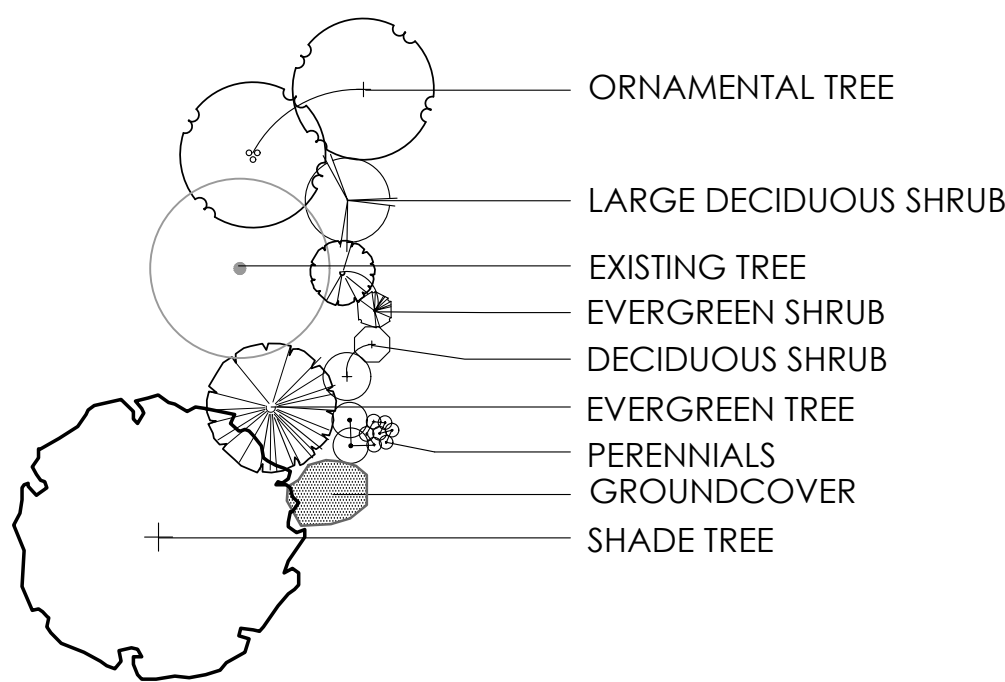 ORNAMENTAL TREE
LARGE DECIDUOUS SHRUB
EXISTING TREE
EVERGREEN SHRUB
DECIDUOUS SHRUB
EVERGREEN TREE
PERENNIALS
GROUNDCOVER
SHADE TREE